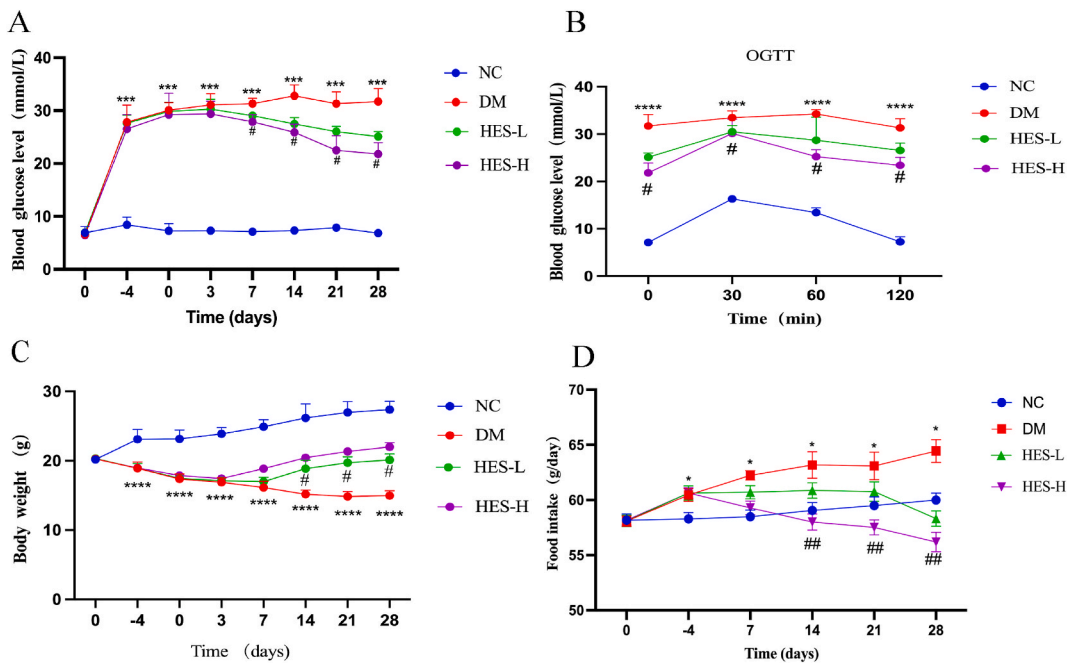 A
Blood glucose level (mmol/L)
40
30
20
10
0
*** *** *** *** *** *** ***
# # # #
0 -4 0 3 7 14 21 28
Time (days)
NC
DM
HES-L
HES-H
B
OGTT
Blood glucose level (mmol/L)
40
30
20
10
0
**** **** **** ****
# # # #
0 30 60 120
Time (min)
NC
DM
HES-L
HES-H
C
Body weight (g)
30
20
10
0
# # #
**** **** **** **** **** **** ****
0 -4 0 3 7 14 21 28
Time (days)
NC
DM
HES-L
HES-H
D
Food intake (g/day)
70
65
60
55
50
* * * * *
## ## ##
0 -4 7 14 21 28
Time (days)
NC
DM
HES-L
HES-H